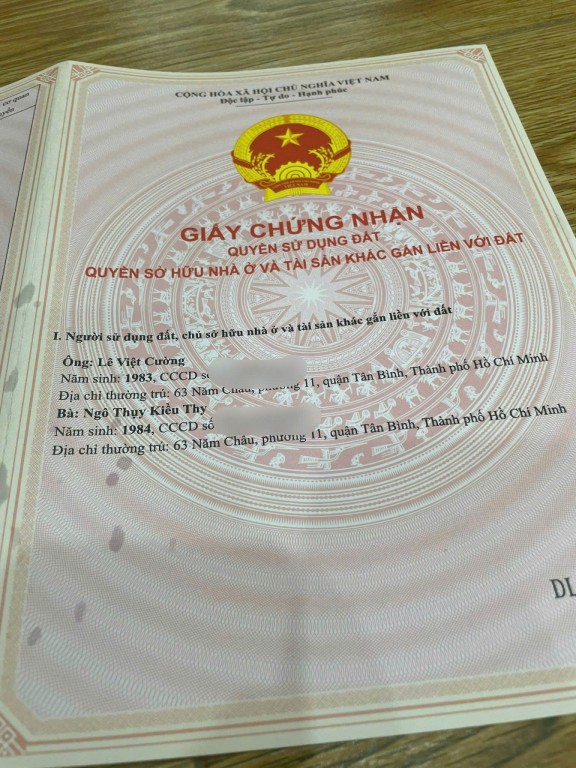 cơ quan
CỘNG HÒA XÃ HỘI CHỦ NGHĨA VIỆT NAM
Độc lập - Tự do - Hạnh phúc
GIẤY CHỨNG NHẬN
QUYỀN SỬ DỤNG ĐẤT
QUYỀN SỞ HỮU NHÀ Ở VÀ TÀI SẢN KHÁC GẮN LIỀN VỚI ĐẤT
I. Người sử dụng đất, chủ sở hữu nhà ở và tài sản khác gắn liền với đất
Ông: Lê Việt Cường
Năm sinh: 1983, CCCD số
Địa chỉ thường trú: 63 Năm Châu, phường 11, quận Tân Bình, Thành phố Hồ Chí Minh
Bà: Ngô Thụy Kiều Thy
Năm sinh: 1984, CCCD số
Địa chỉ thường trú: 63 Năm Châu, phường 11, quận Tân Bình, Thành phố Hồ Chí Minh
DL